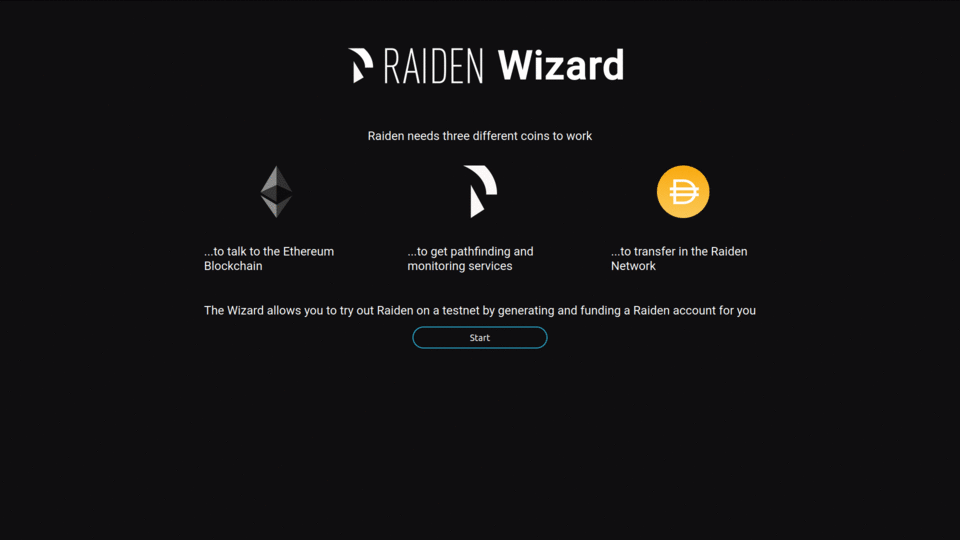 RAIDEN Wizard
Raiden needs three different coins to work
...to talk to the Ethereum
Blockchain
...to get pathfinding and
monitoring services
...to transfer in the Raiden
Network
The Wizard allows you to try out Raiden on a testnet by generating and funding a Raiden account for you
Start